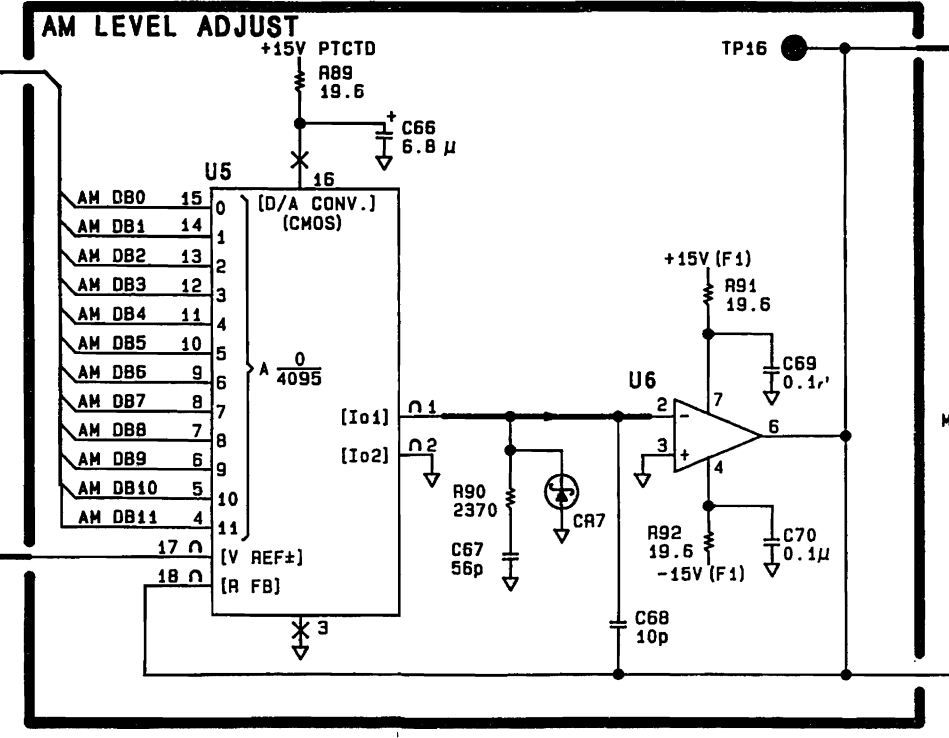 AM LEVEL ADJUST
+15V PTCTD
TP16
R89
19.6
+
C66
6.8 μ
U5
16
[D/A CONV.]
(CMOS)
AM DB0 15 0
AM DB1 14 1
AM DB2 13 2
AM DB3 12 3
AM DB4 11 4
AM DB5 10 5
AM DB6 9 6
AM DB7 8 7
AM DB8 7 8
AM DB9 6 9
AM DB10 5 10
AM DB11 4 11
A 0
4095
17 ∩ [V REF±]
18 ∩ [R FB]
3
[Io1] ∩ 1
[Io2] ∩ 2
R90
2370
CR7
C67
56p
C68
10p
+15V (F1)
R91
19.6
C69
0.1
U6
7
2 -
6
3 +
4
R92
19.6
-15V (F1)
C70
0.1μ